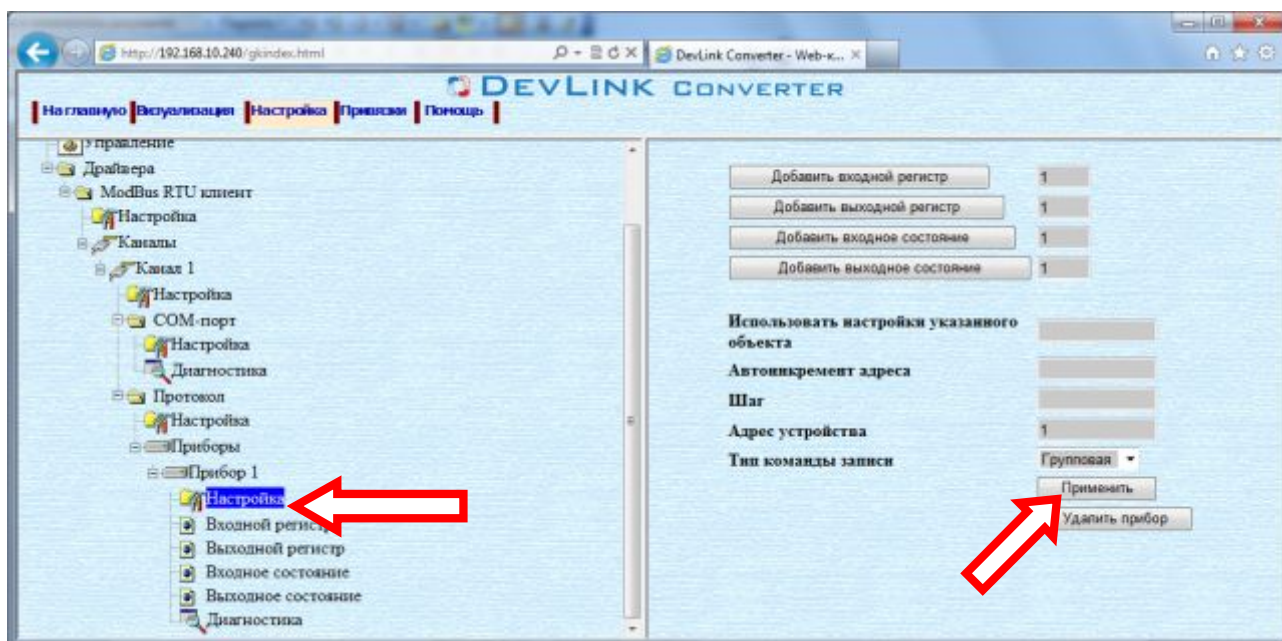 http://192.168.10.240/gkindex.html
DevLink Converter - Web-к...
DEVLINK CONVERTER
На главную Визуализация Настройка Привязки Помощь
Управление
Драйвера
ModBus RTU клиент
Настройка
Каналы
Канал 1
Настройка
COM-порт
Настройка
Диагностика
Протокол
Настройка
Приборы
Прибор 1
Настройка
Входной регистр
Выходной регистр
Входное состояние
Выходное состояние
Диагностика
Добавить входной регистр 1
Добавить выходной регистр 1
Добавить входное состояние 1
Добавить выходное состояние 1
Использовать настройки указанного
объекта
Автоинкремент адреса
Шаг
Адрес устройства 1
Тип команды записи Групповая
Применить
Удалить прибор